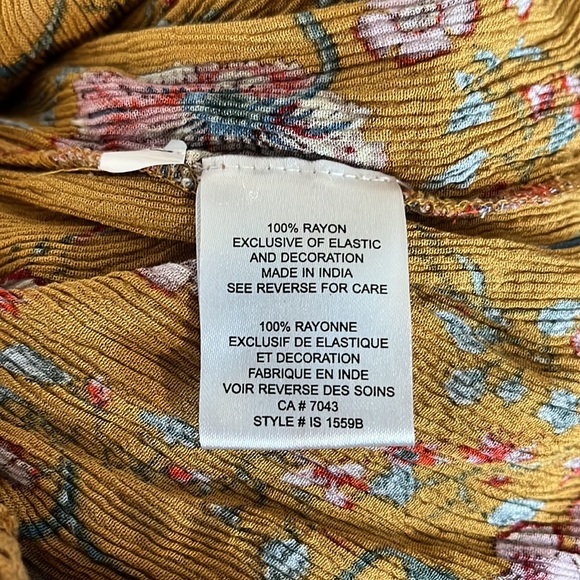 100% RAYON
EXCLUSIVE OF ELASTIC
AND DECORATION
MADE IN INDIA
SEE REVERSE FOR CARE
100% RAYONNE
EXCLUSIF DE ELASTIQUE
ET DECORATION
FABRIQUE EN INDE
VOIR REVERSE DES SOINS
CA # 7043
STYLE # IS 1559B